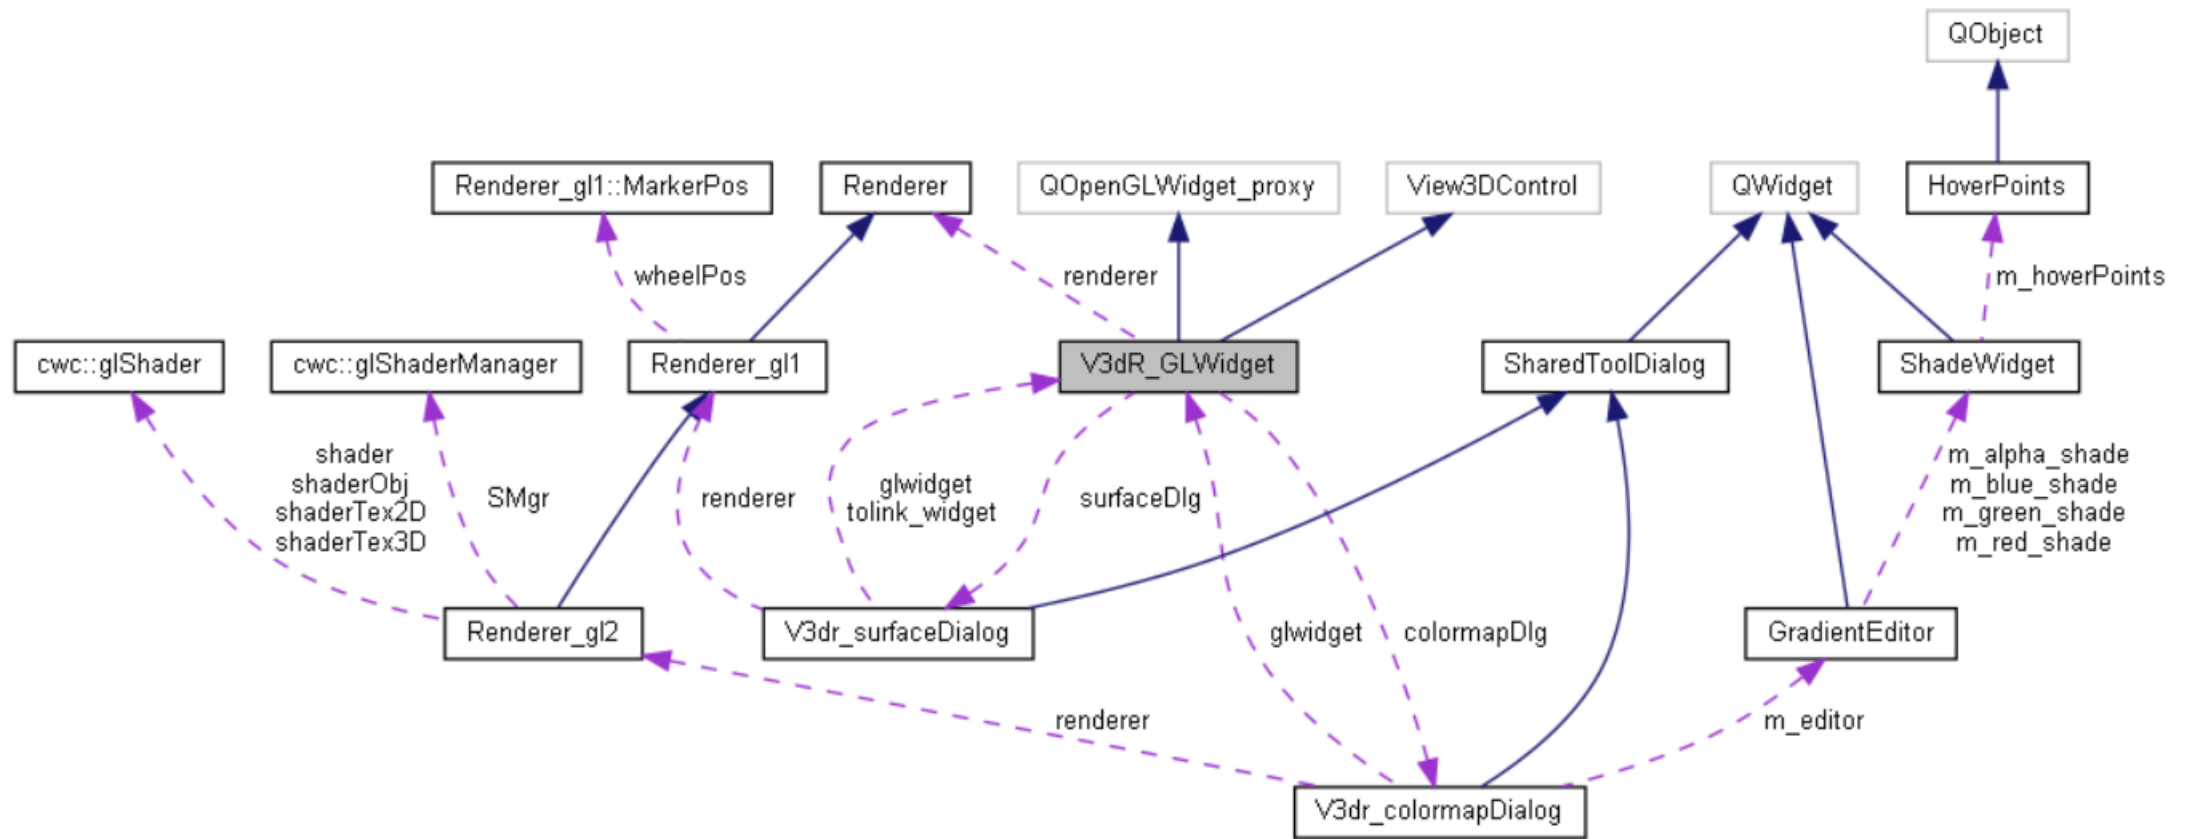 QObject
Renderer_gl1::MarkerPos
Renderer
QOpenGLWidget_proxy
View3DControl
QWidget
HoverPoints
wheelPos
renderer
m_hoverPoints
cwc::glShader
cwc::glShaderManager
Renderer_gl1
V3dR_GLWidget
SharedToolDialog
ShadeWidget
shader
shaderObj
shaderTex2D
shaderTex3D
SMgr
renderer
glwidget
tolink_widget
surfaceDlg
m_alpha_shade
m_blue_shade
m_green_shade
m_red_shade
Renderer_gl2
V3dr_surfaceDialog
glwidget
colormapDlg
GradientEditor
renderer
m_editor
V3dr_colormapDialog